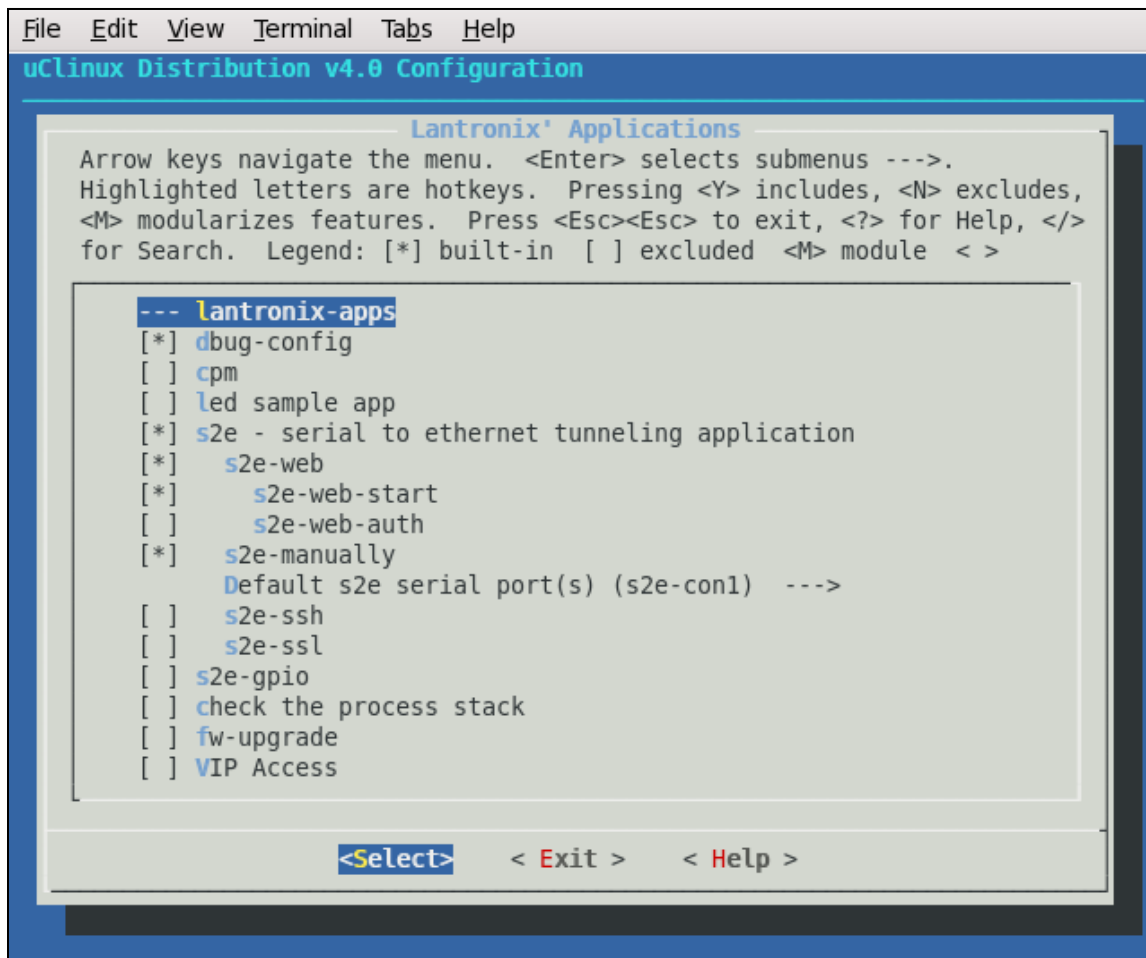 File Edit View Terminal Tabs Help
uClinux Distribution v4.0 Configuration
Lantronix' Applications
Arrow keys navigate the menu.  <Enter> selects submenus --->.
Highlighted letters are hotkeys.  Pressing <Y> includes, <N> excludes,
<M> modularizes features.  Press <Esc><Esc> to exit, <?> for Help, </>
for Search.  Legend: [*] built-in  [ ] excluded  <M> module  < >
--- lantronix-apps
[*] dbug-config
[ ] cpm
[ ] led sample app
[*] s2e - serial to ethernet tunneling application
[*]   s2e-web
[*]     s2e-web-start
[ ]     s2e-web-auth
[*]   s2e-manually
Default s2e serial port(s) (s2e-con1)  --->
[ ]   s2e-ssh
[ ]   s2e-ssl
[ ] s2e-gpio
[ ] check the process stack
[ ] fw-upgrade
[ ] VIP Access
<Select>    < Exit >    < Help >